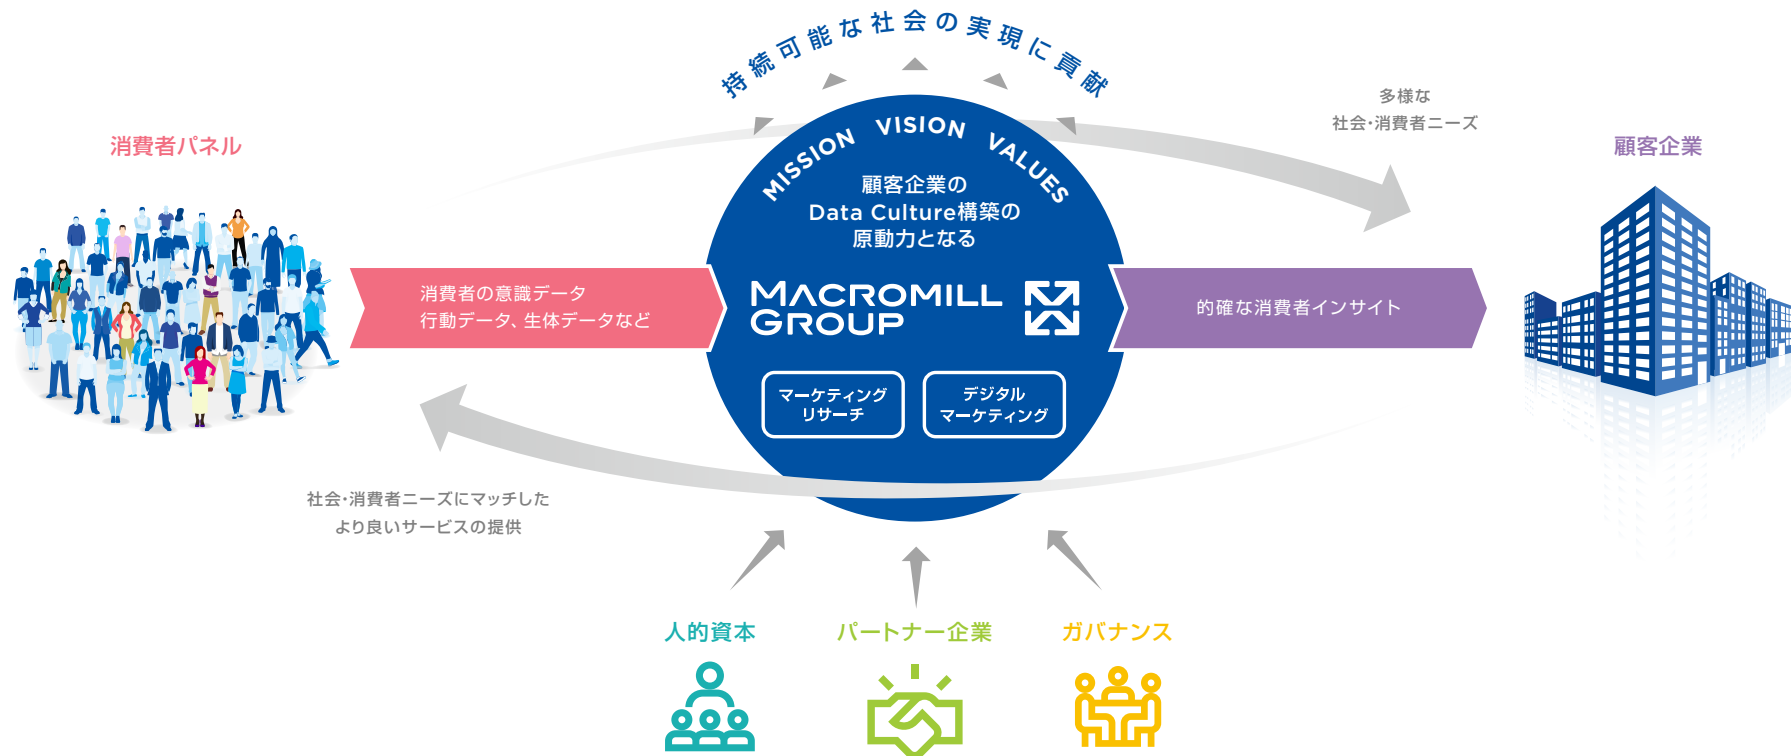 持続可能な社会の実現に貢献
多様な
社会・消費者ニーズ
消費者パネル
顧客企業
MISSION VISION VALUES
顧客企業の
Data Culture構築の
原動力となる
消費者の意識データ
行動データ、生体データなど
MACROMILL
GROUP
的確な消費者インサイト
マーケティング
リサーチ
デジタル
マーケティング
社会・消費者ニーズにマッチした
より良いサービスの提供
人的資本
パートナー企業
ガバナンス